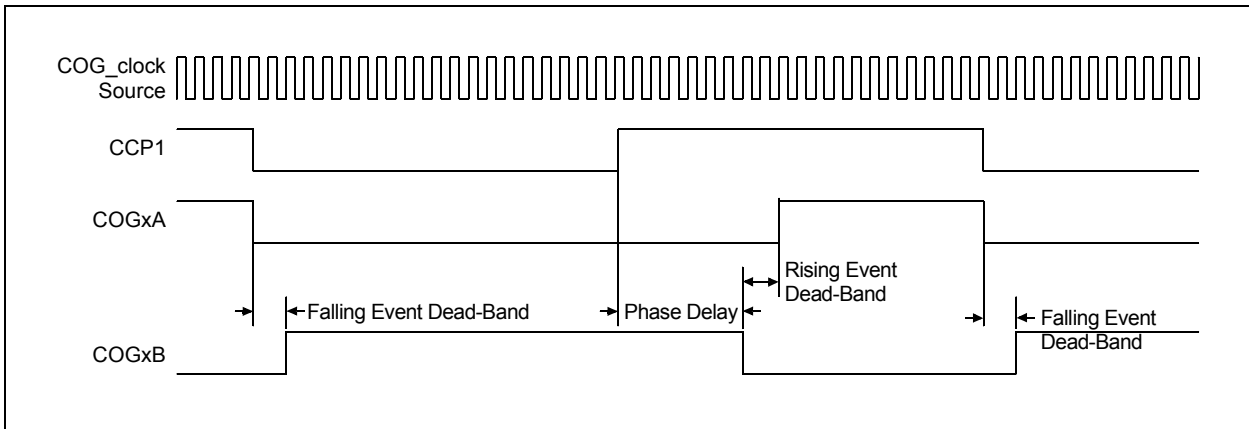 COG_clock
Source
CCP1
COGxA
Rising Event
Dead-Band
Falling Event Dead-Band
Phase Delay
Falling Event
Dead-Band
COGxB